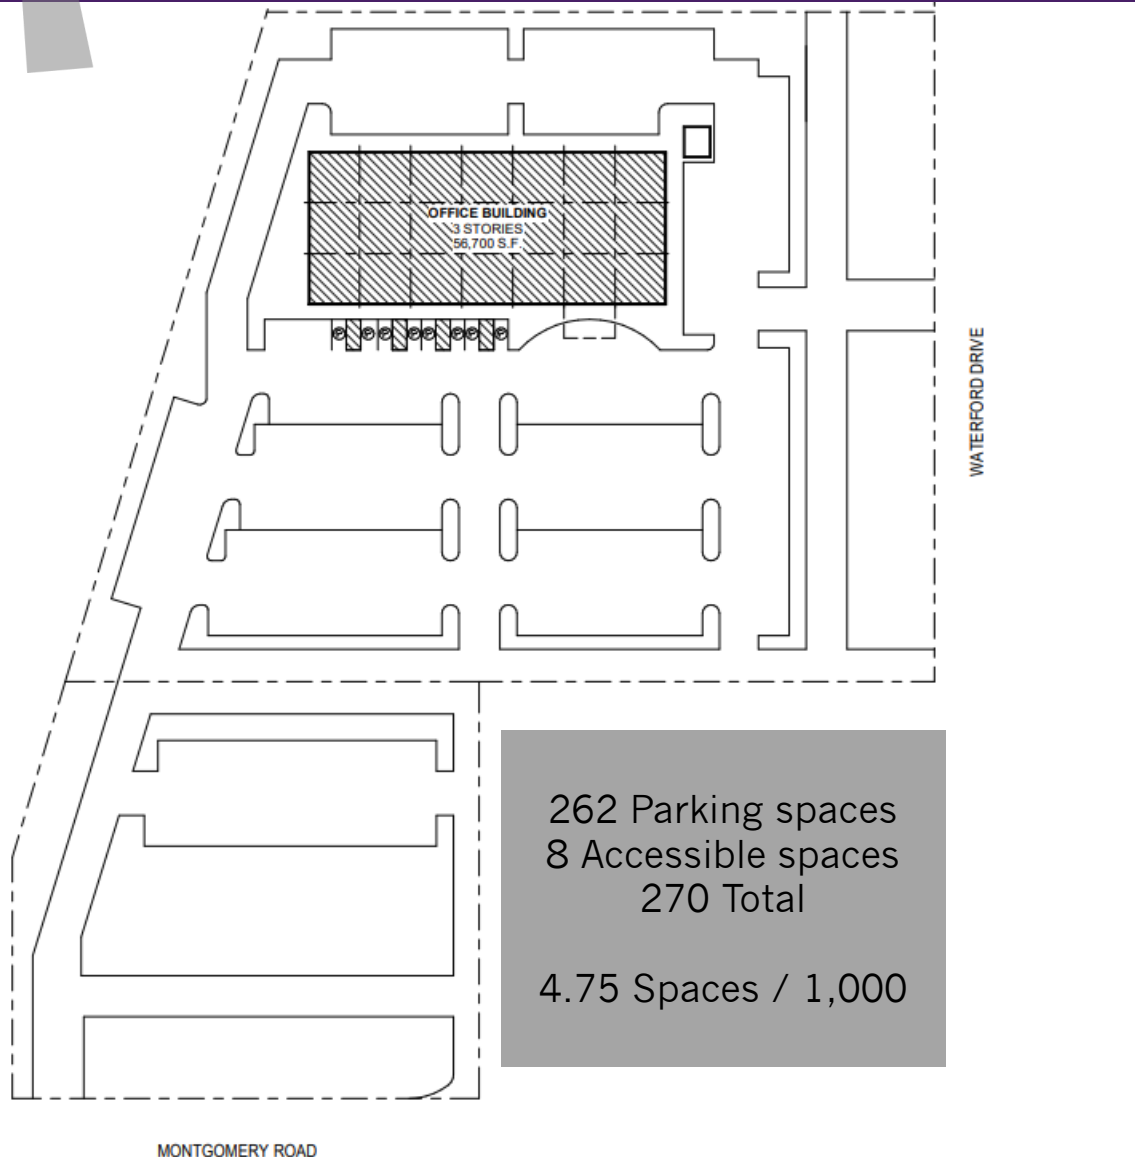 OFFICE BUILDING
3 STORIES
56,700 S.F.
WATERFORD DRIVE
262 Parking spaces
8 Accessible spaces
270 Total
4.75 Spaces / 1,000
MONTGOMERY ROAD